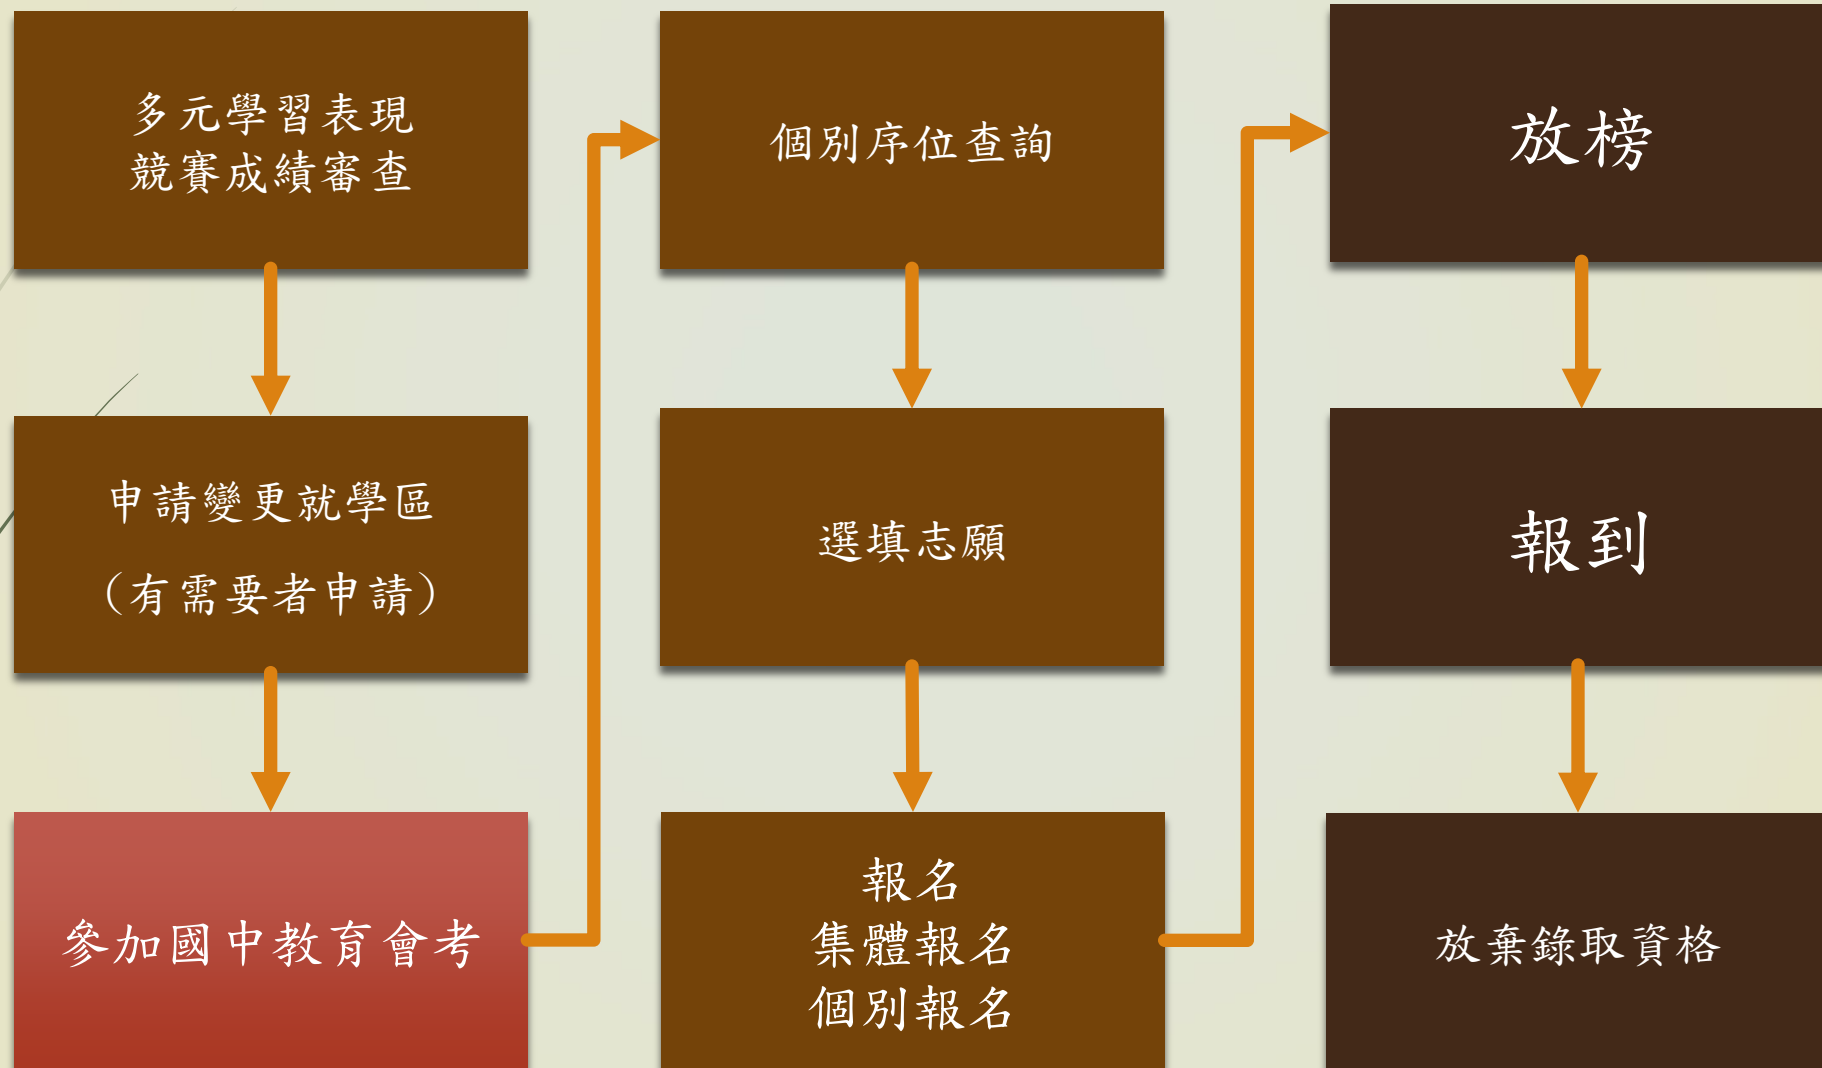 多元學習表現
競賽成績審查
申請變更就學區
(有需要者申請)
參加國中教育會考
個別序位查詢
選填志願
報名
集體報名
個別報名
放榜
報到
放棄錄取資格